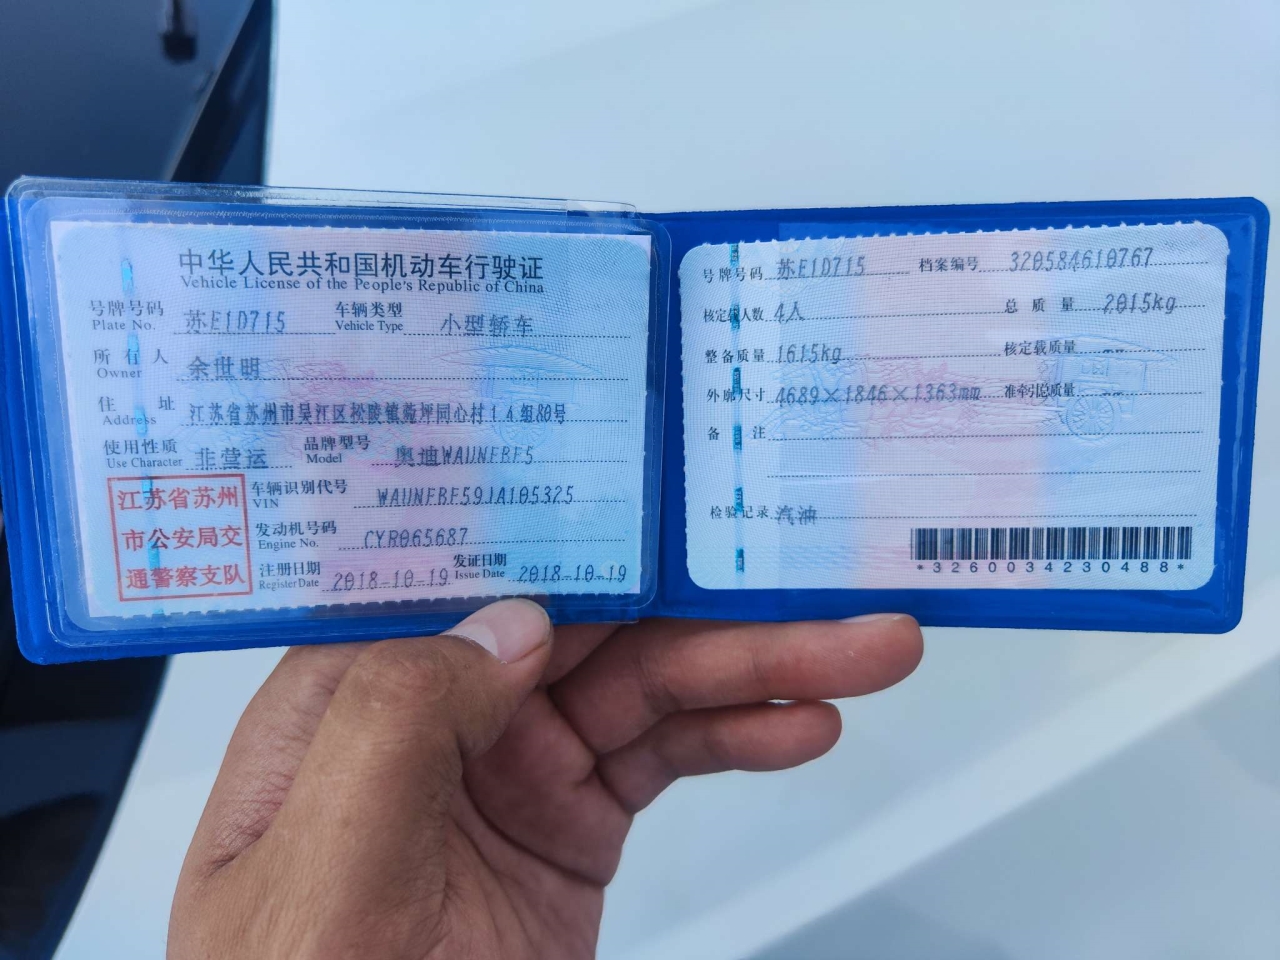 中华人民共和国机动车行驶证
Vehicle License of the People's Republic of China
号牌号码 Plate No. 苏E1D715 车辆类型 Vehicle Type 小型轿车
所有人 Owner 余世明
住址 Address 江苏省苏州市吴江区松陵镇菀坪同心村14组80号
使用性质 Use Character 非营运 品牌型号 Model 奥迪WAUNFBF5
江苏省苏州
市公安局交
通警察支队
车辆识别代号 VIN WAUNFBF59JA105325
发动机号码 Engine No. CYR065687
注册日期 Register Date 2018-10-19 发证日期 Issue Date 2018-10-19
号牌号码 苏E1D715 档案编号 320584610767
核定载人数 4人 总质量 2015kg
整备质量 1615kg 核定载质量 --
外廓尺寸 4689×1846×1363mm 准牵引总质量 --
备注
检验记录 汽油
*3260034230488*